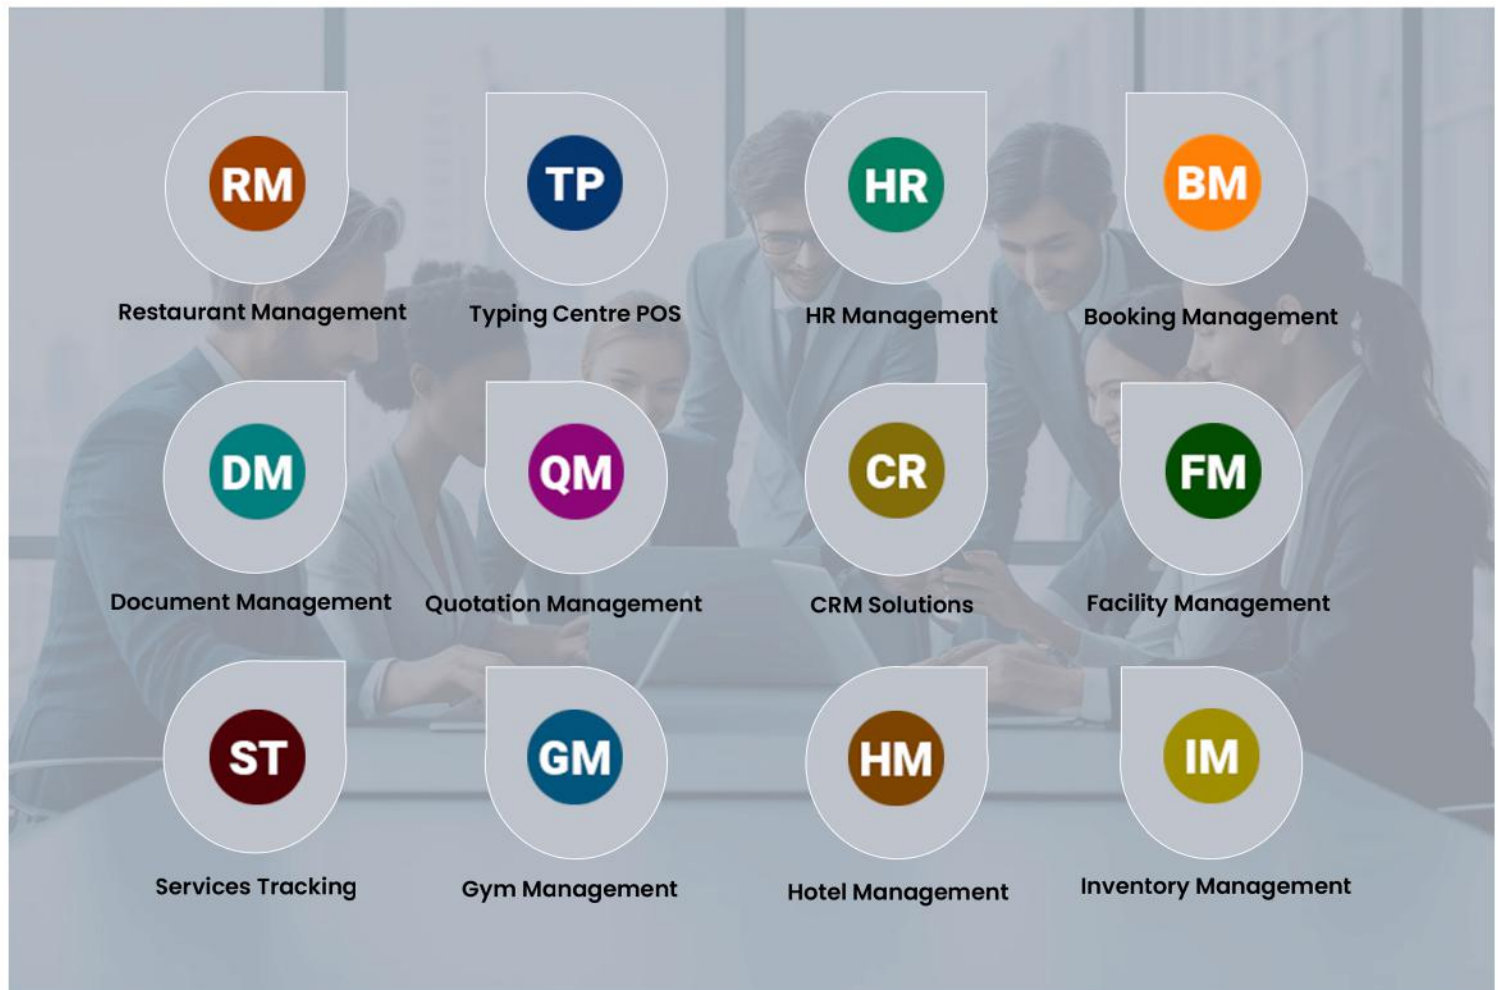 RM
TP
HR
BM
Restaurant Management
Typing Centre POS
HR Management
Booking Management
DM
QM
CR
FM
Document Management
Quotation Management
CRM Solutions
Facility Management
ST
GM
HM
IM
Services Tracking
Gym Management
Hotel Management
Inventory Management